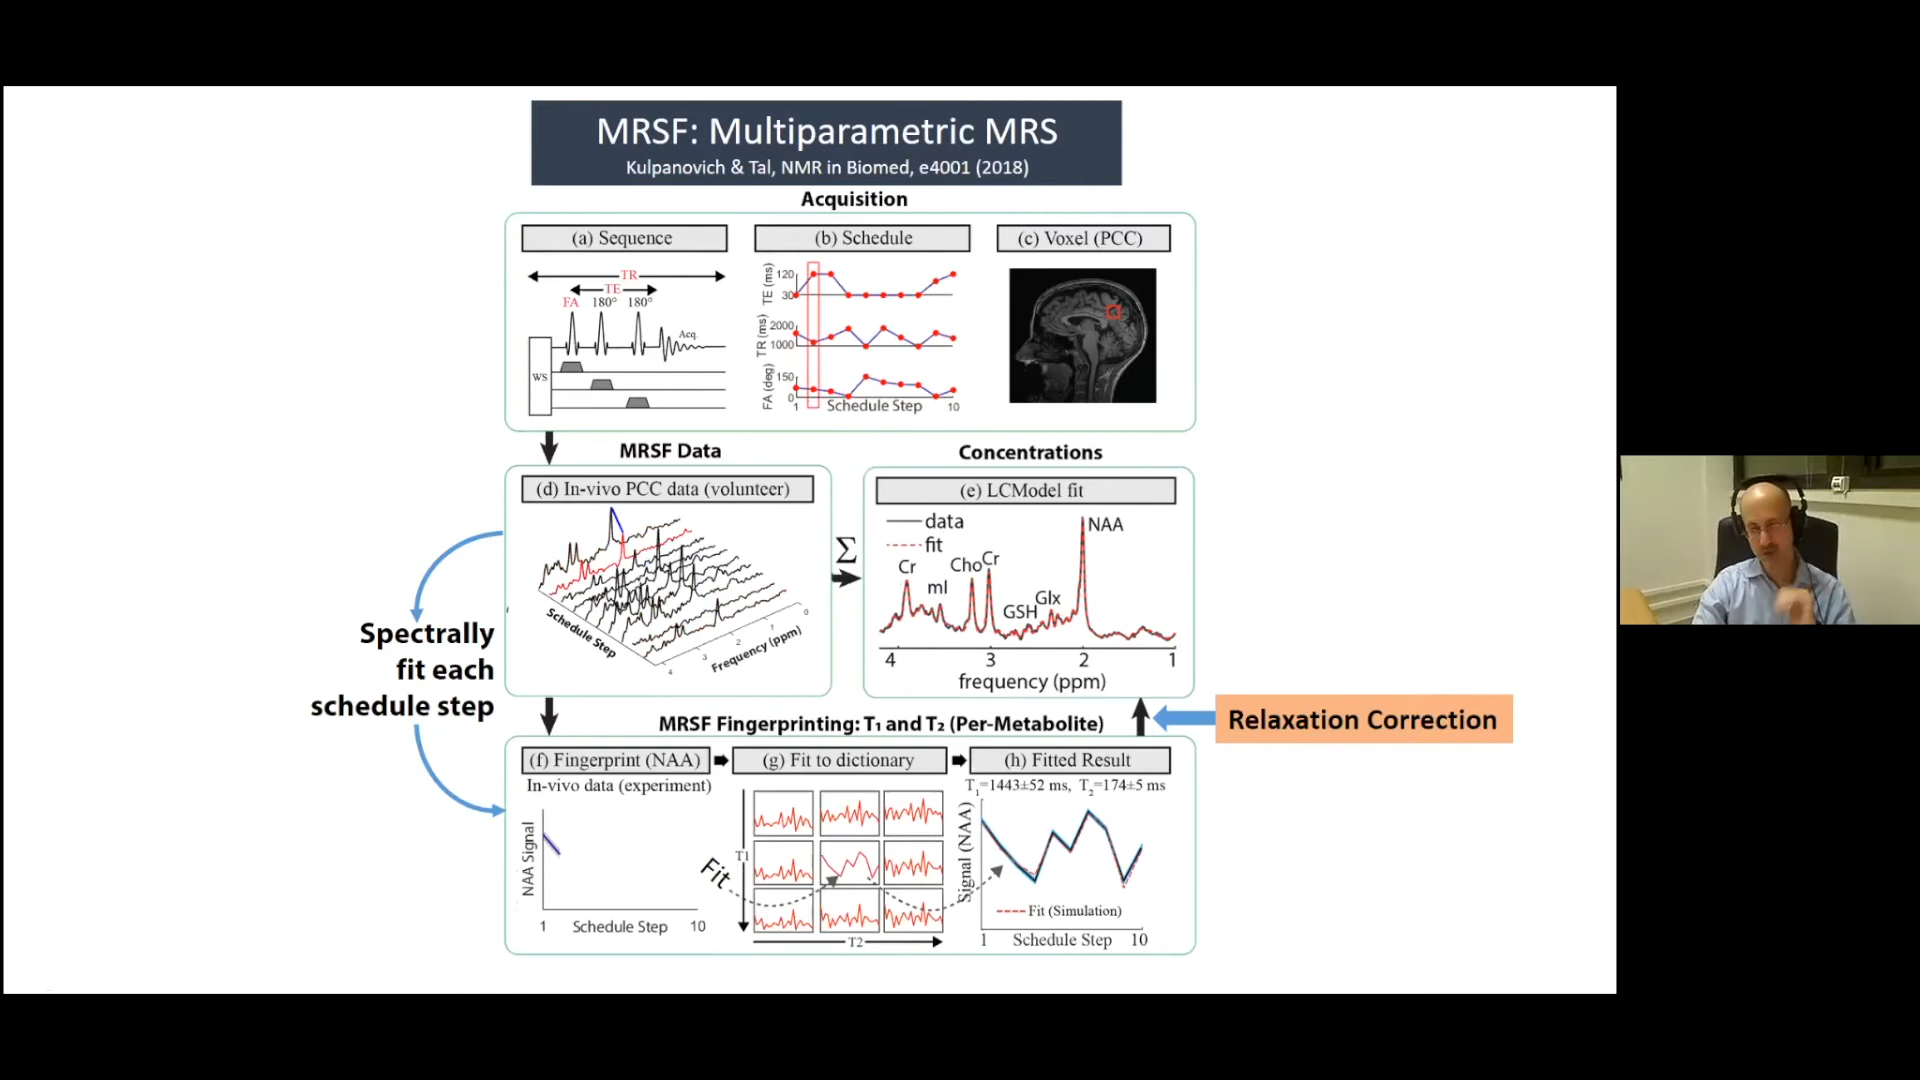 MRSF: Multiparametric MRS
Kulpanovich & Tal, NMR in Biomed, e4001 (2018)
Acquisition
(a) Sequence
TR
TE
FA 180° 180°
Acq.
WS
(b) Schedule
TE (ms)
120
30
TR (ms)
2000
1000
FA (deg)
150
0
1 Schedule Step 10
(c) Voxel (PCC)
MRSF Data
(d) In-vivo PCC data (volunteer)
Schedule Step
4 3 2 1 0
Frequency (ppm)
Σ
Concentrations
(e) LCModel fit
data
fit
NAA
Cr
mI
Cho
Cr
GSH
Glx
4 3 2 1
frequency (ppm)
Spectrally
fit each
schedule step
Relaxation Correction
MRSF Fingerprinting: T₁ and T₂ (Per-Metabolite)
(f) Fingerprint (NAA)
In-vivo data (experiment)
NAA Signal
1 Schedule Step 10
(g) Fit to dictionary
T1
Fit
T2
(h) Fitted Result
T₁=1443±52 ms, T₂=174±5 ms
Signal (NAA)
Fit (Simulation)
1 Schedule Step 10